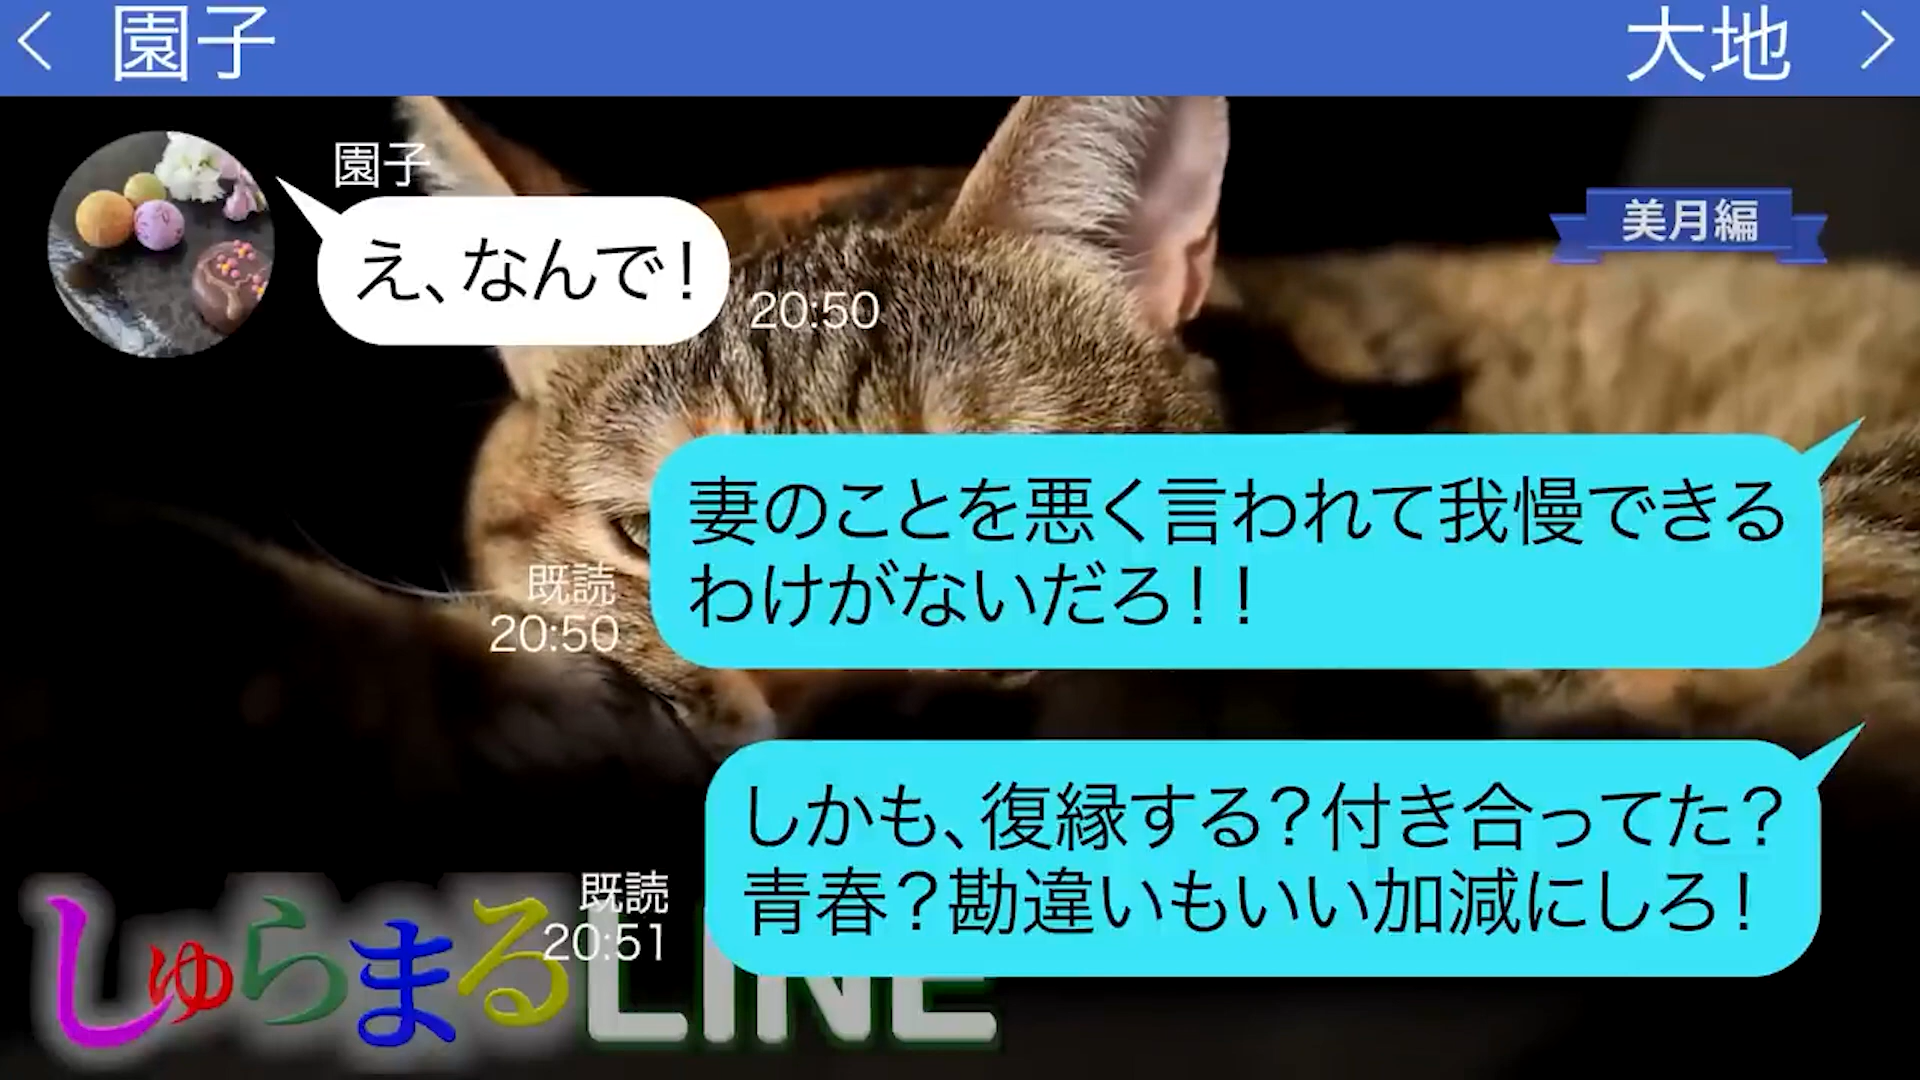 園子
大地
園子
え、なんで！
20:50
美月編
妻のことを悪く言われて我慢できる
わけがないだろ！！
既読
20:50
しかも、復縁する？付き合ってた？
青春？勘違いもいい加減にしろ！
既読
20:51
しゅらまるLINE